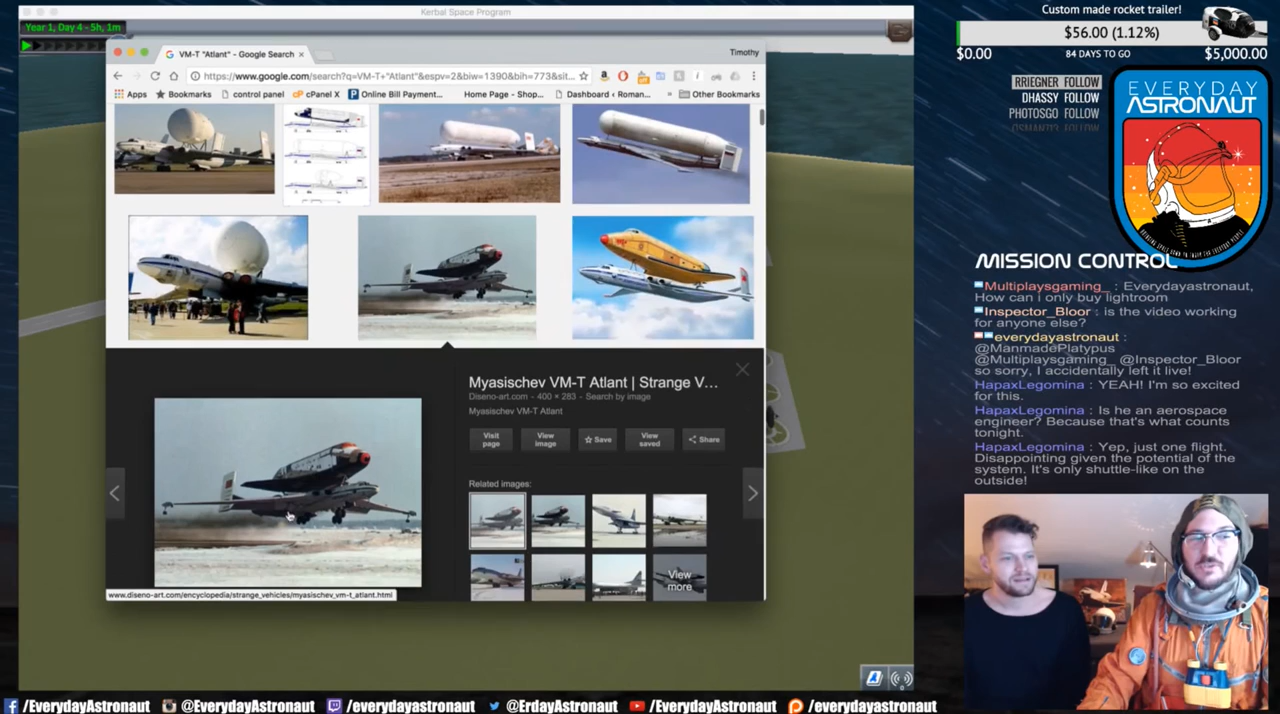 Kerbal Space Program
Year 1, Day 4 - 5h, 1m
VM-T "Atlant" - Google Search
Timothy
https://www.google.com/search?q=VM-T+"Atlant"&espv=2&biw=1390&bih=773&sit...
Apps
Bookmarks
control panel
cPanel X
Online Bill Payment...
Home Page - Shop...
Dashboard ‹ Roman...
»
Other Bookmarks
Myasischev VM-T Atlant | Strange V...
Diseno-art.com - 400 × 283 - Search by image
Myasischev VM-T Atlant
Visit
page
View
image
Save
View
saved
Share
Related images:
View
more
www.diseno-art.com/encyclopedia/strange_vehicles/myasischev_vm-t_atlant.html
Custom made rocket trailer!
$56.00 (1.12%)
$0.00
84 DAYS TO GO
$5,000.00
RRIEGNER FOLLOW
DHASSY FOLLOW
PHOTOSGO FOLLOW
EVERYDAY
ASTRONAUT
BRINGING SPACE DOWN TO EARTH FOR EVERYDAY PEOPLE
MISSION CONTROL
Multiplaysgaming_ : Everydayastronaut,
How can i only buy lightroom
Inspector_Bloor : is the video working
for anyone else?
everydayastronaut :
@ManmadePlatypus
@Multiplaysgaming_ @Inspector_Bloor
so sorry, I accidentally left it live!
HapaxLegomina : YEAH! I'm so excited
for this.
HapaxLegomina : Is he an aerospace
engineer? Because that's what counts
tonight.
HapaxLegomina : Yep, just one flight.
Disappointing given the potential of the
system. It's only shuttle-like on the
outside!
/EverydayAstronaut
@EverydayAstronaut
/everydayastronaut
@ErdayAstronaut
/EverydayAstronaut
/everydayastronaut